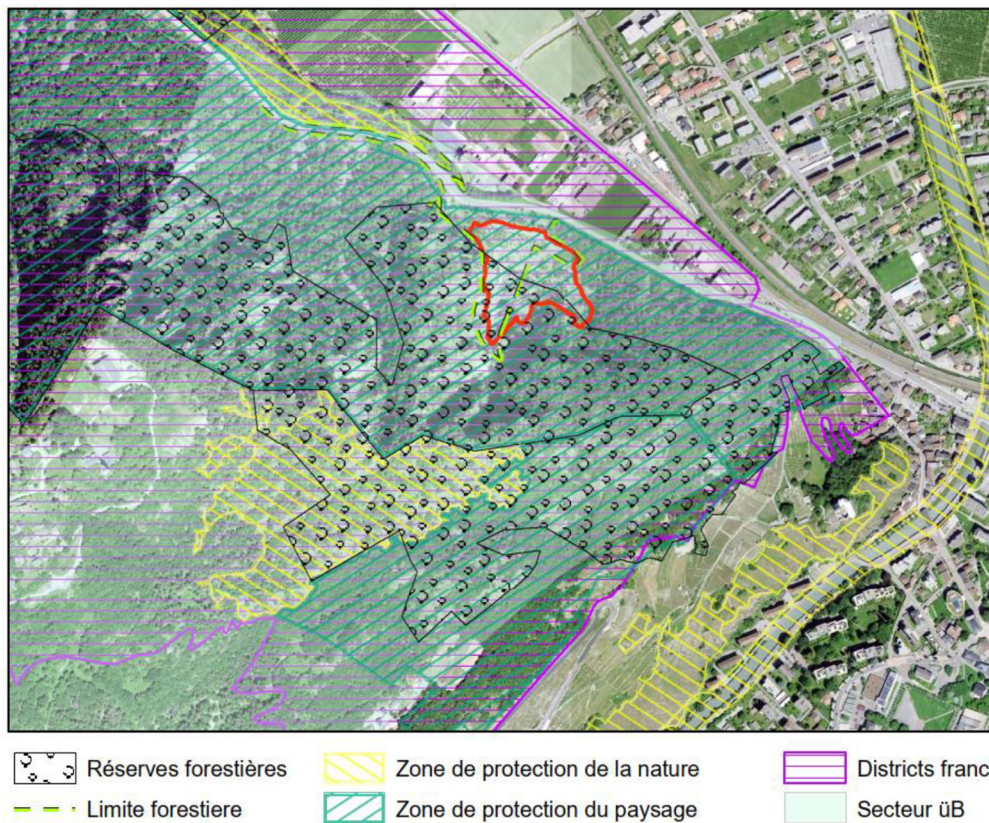 Réserves forestières
Zone de protection de la nature
Districts franc
Limite forestiere
Zone de protection du paysage
Secteur üB